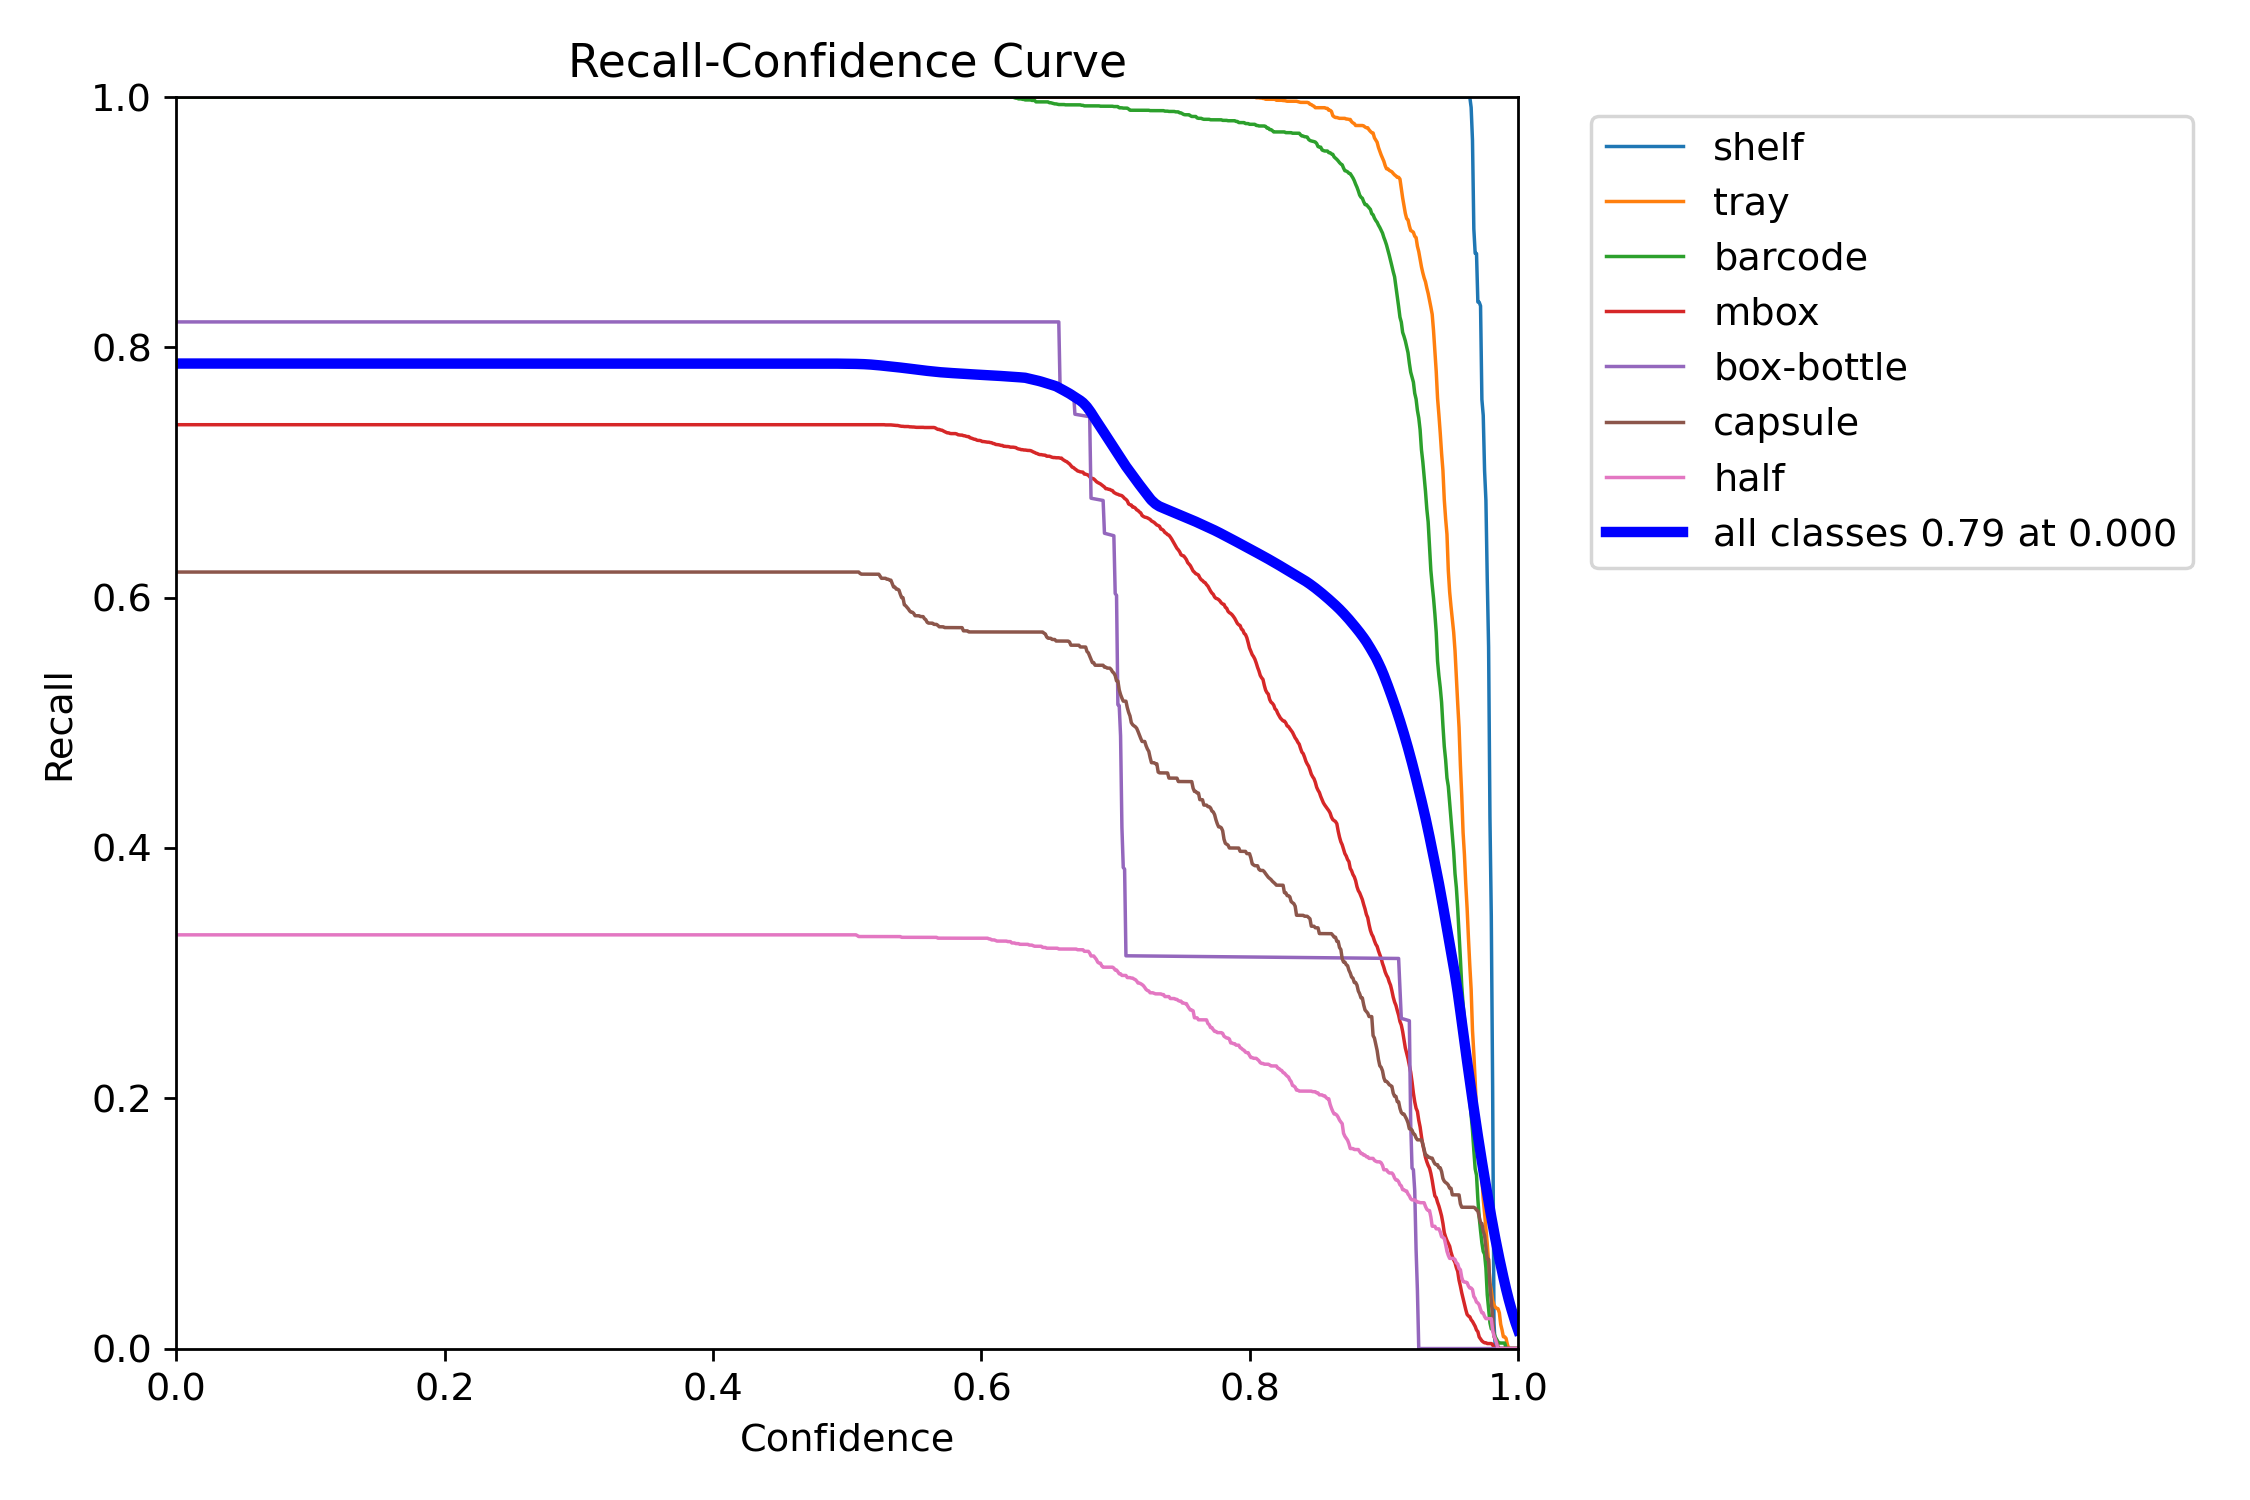 Recall-Confidence Curve
1.0
0.8
0.6
0.4
0.2
0.0
Recall
0.0 0.2 0.4 0.6 0.8 1.0
Confidence
shelf
tray
barcode
mbox
box-bottle
capsule
half
all classes 0.79 at 0.000